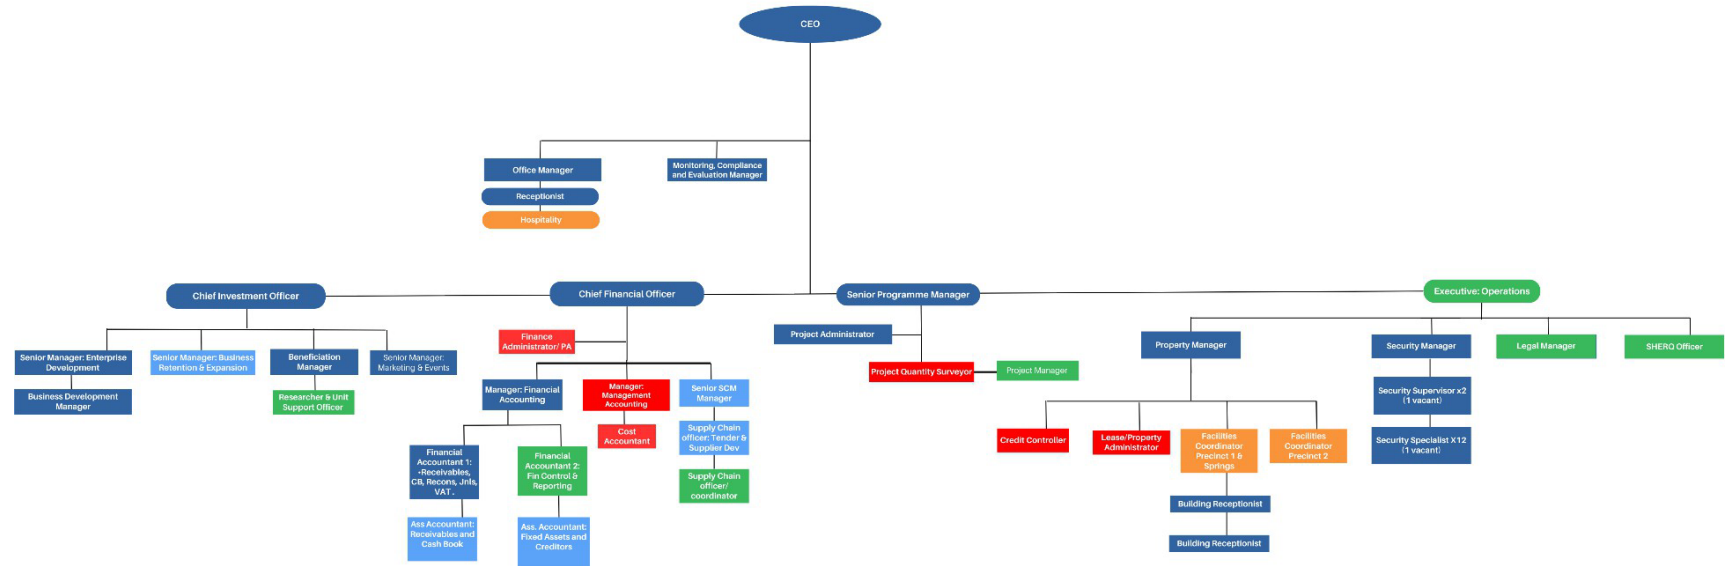 CEO
Office Manager
Monitoring, Compliance
and Evaluation Manager
Receptionist
Hospitality
Chief Investment Officer
Chief Financial Officer
Senior Programme Manager
Executive: Operations
Senior Manager: Enterprise
Development
Senior Manager: Business
Retention & Expansion
Beneficiation
Manager
Senior Manager:
Marketing & Events
Business Development
Manager
Researcher & Unit
Support Officer
Finance
Administrator/ PA
Manager: Financial
Accounting
Manager:
Management
Accounting
Senior SCM
Manager
Cost
Accountant
Supply Chain
officer: Tender &
Supplier Dev
Supply Chain
officer/
coordinator
Financial
Accountant 1:
-Receivables,
CB, Recons, Jnls,
VAT .
Financial
Accountant 2:
Fin Control &
Reporting
Ass Accountant:
Receivables and
Cash Book
Ass. Accountant:
Fixed Assets and
Creditors
Project Administrator
Project Quantity Surveyor
Project Manager
Property Manager
Security Manager
Legal Manager
SHERQ Officer
Credit Controller
Lease/Property
Administrator
Facilities
Coordinator
Precinct 1 &
Springs
Facilities
Coordinator
Precinct 2
Building Receptionist
Building Receptionist
Security Supervisor x2
(1 vacant)
Security Specialist X12
(1 vacant)